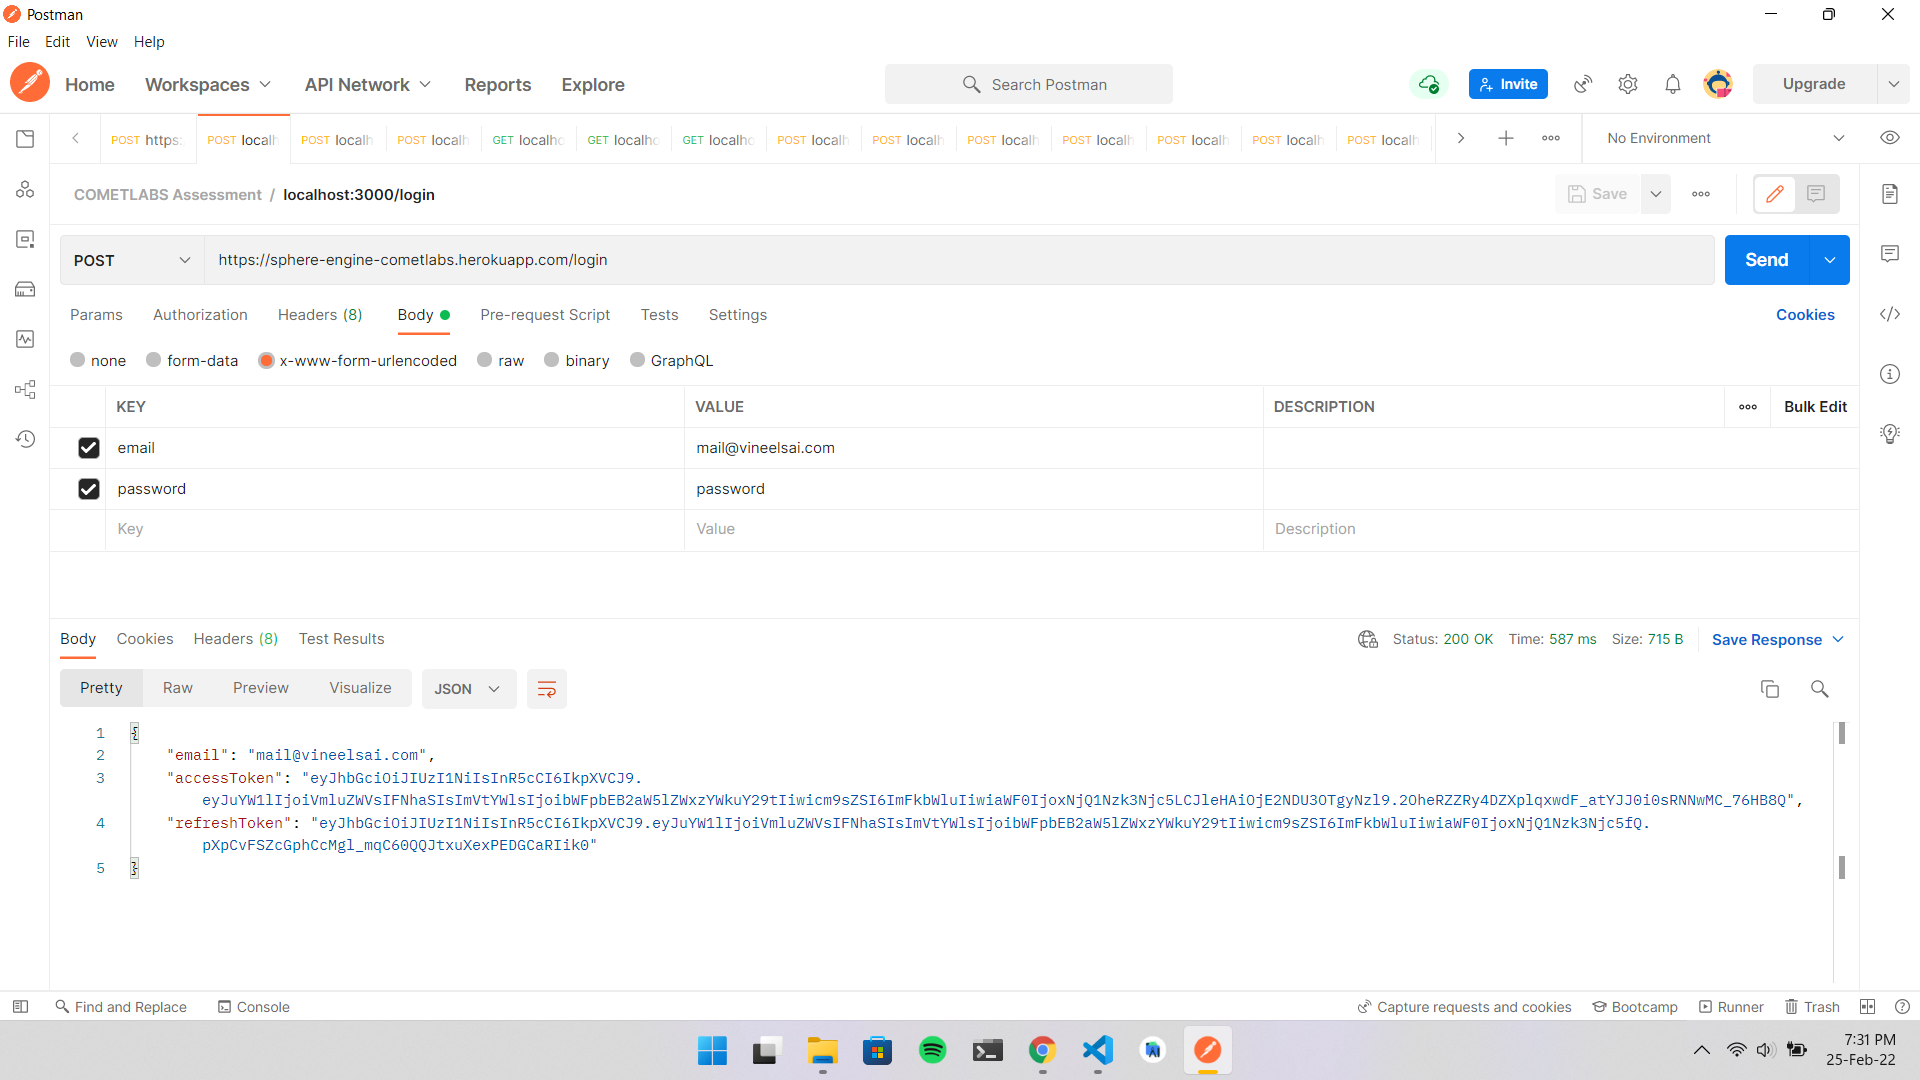 Postman
File Edit View Help
Home Workspaces API Network Reports Explore Search Postman Invite Upgrade
POST https: POST localh POST localh POST localh GET localho GET localho GET localho POST localh POST localh POST localh POST localh POST localh POST localh POST localh No Environment
COMETLABS Assessment / localhost:3000/login Save
POST https://sphere-engine-cometlabs.herokuapp.com/login Send
Params Authorization Headers (8) Body Pre-request Script Tests Settings Cookies
none form-data x-www-form-urlencoded raw binary GraphQL
KEY VALUE DESCRIPTION Bulk Edit
email mail@vineelsai.com
password password
Key Value Description
Body Cookies Headers (8) Test Results Status: 200 OK Time: 587 ms Size: 715 B Save Response
Pretty Raw Preview Visualize JSON
1 {
2 "email": "mail@vineelsai.com",
3 "accessToken": "eyJhbGciOiJIUzI1NiIsInR5cCI6IkpXVCJ9.
eyJuYW1lIjoiVmluZWVsIFNhaSIsImVtYWlsIjoibWFpbEB2aW5lZWxzYWkuY29tIiwicm9sZSI6ImFkbWluIiwiaWF0IjoxNjQ1Nzk3Njc5LCJleHAiOjE2NDU3OTgyNzl9.2OheRZZRy4DZXplqxwdF_atYJJ0i0sRNNwMC_76HB8Q",
4 "refreshToken": "eyJhbGciOiJIUzI1NiIsInR5cCI6IkpXVCJ9.eyJuYW1lIjoiVmluZWVsIFNhaSIsImVtYWlsIjoibWFpbEB2aW5lZWxzYWkuY29tIiwicm9sZSI6ImFkbWluIiwiaWF0IjoxNjQ1Nzk3Njc5fQ.
pXpCvFSZcGphCcMgl_mqC60QQJtxuXexPEDGCaRIik0"
5 }
Find and Replace Console Capture requests and cookies Bootcamp Runner Trash
7:31 PM
25-Feb-22